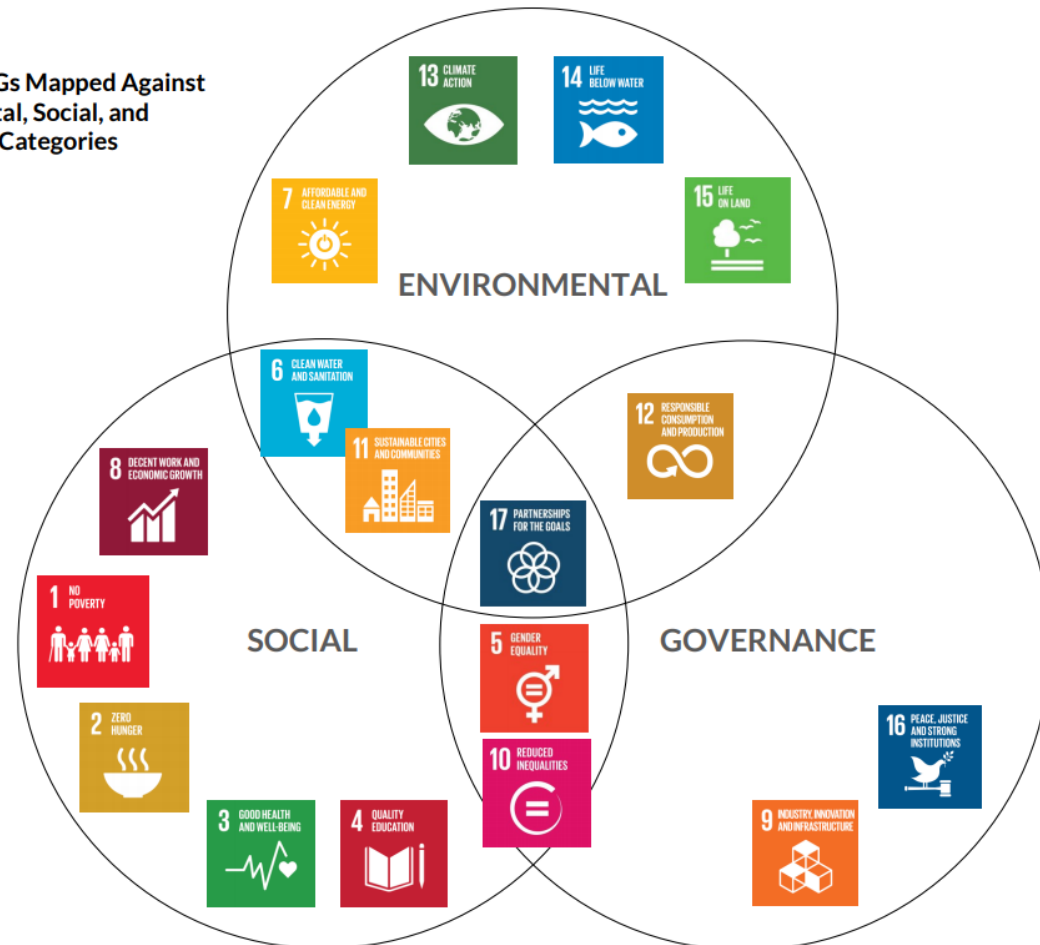 Gs Mapped Against
tal, Social, and
Categories
13 CLIMATE
ACTION
14 LIFE
BELOW WATER
7 AFFORDABLE AND
CLEAN ENERGY
15 LIFE
ON LAND
ENVIRONMENTAL
6 CLEAN WATER
AND SANITATION
12 RESPONSIBLE
CONSUMPTION
AND PRODUCTION
11 SUSTAINABLE CITIES
AND COMMUNITIES
8 DECENT WORK AND
ECONOMIC GROWTH
17 PARTNERSHIPS
FOR THE GOALS
1 NO
POVERTY
SOCIAL
5 GENDER
EQUALITY
GOVERNANCE
2 ZERO
HUNGER
16 PEACE, JUSTICE
AND STRONG
INSTITUTIONS
10 REDUCED
INEQUALITIES
3 GOOD HEALTH
AND WELL-BEING
4 QUALITY
EDUCATION
9 INDUSTRY, INNOVATION
AND INFRASTRUCTURE